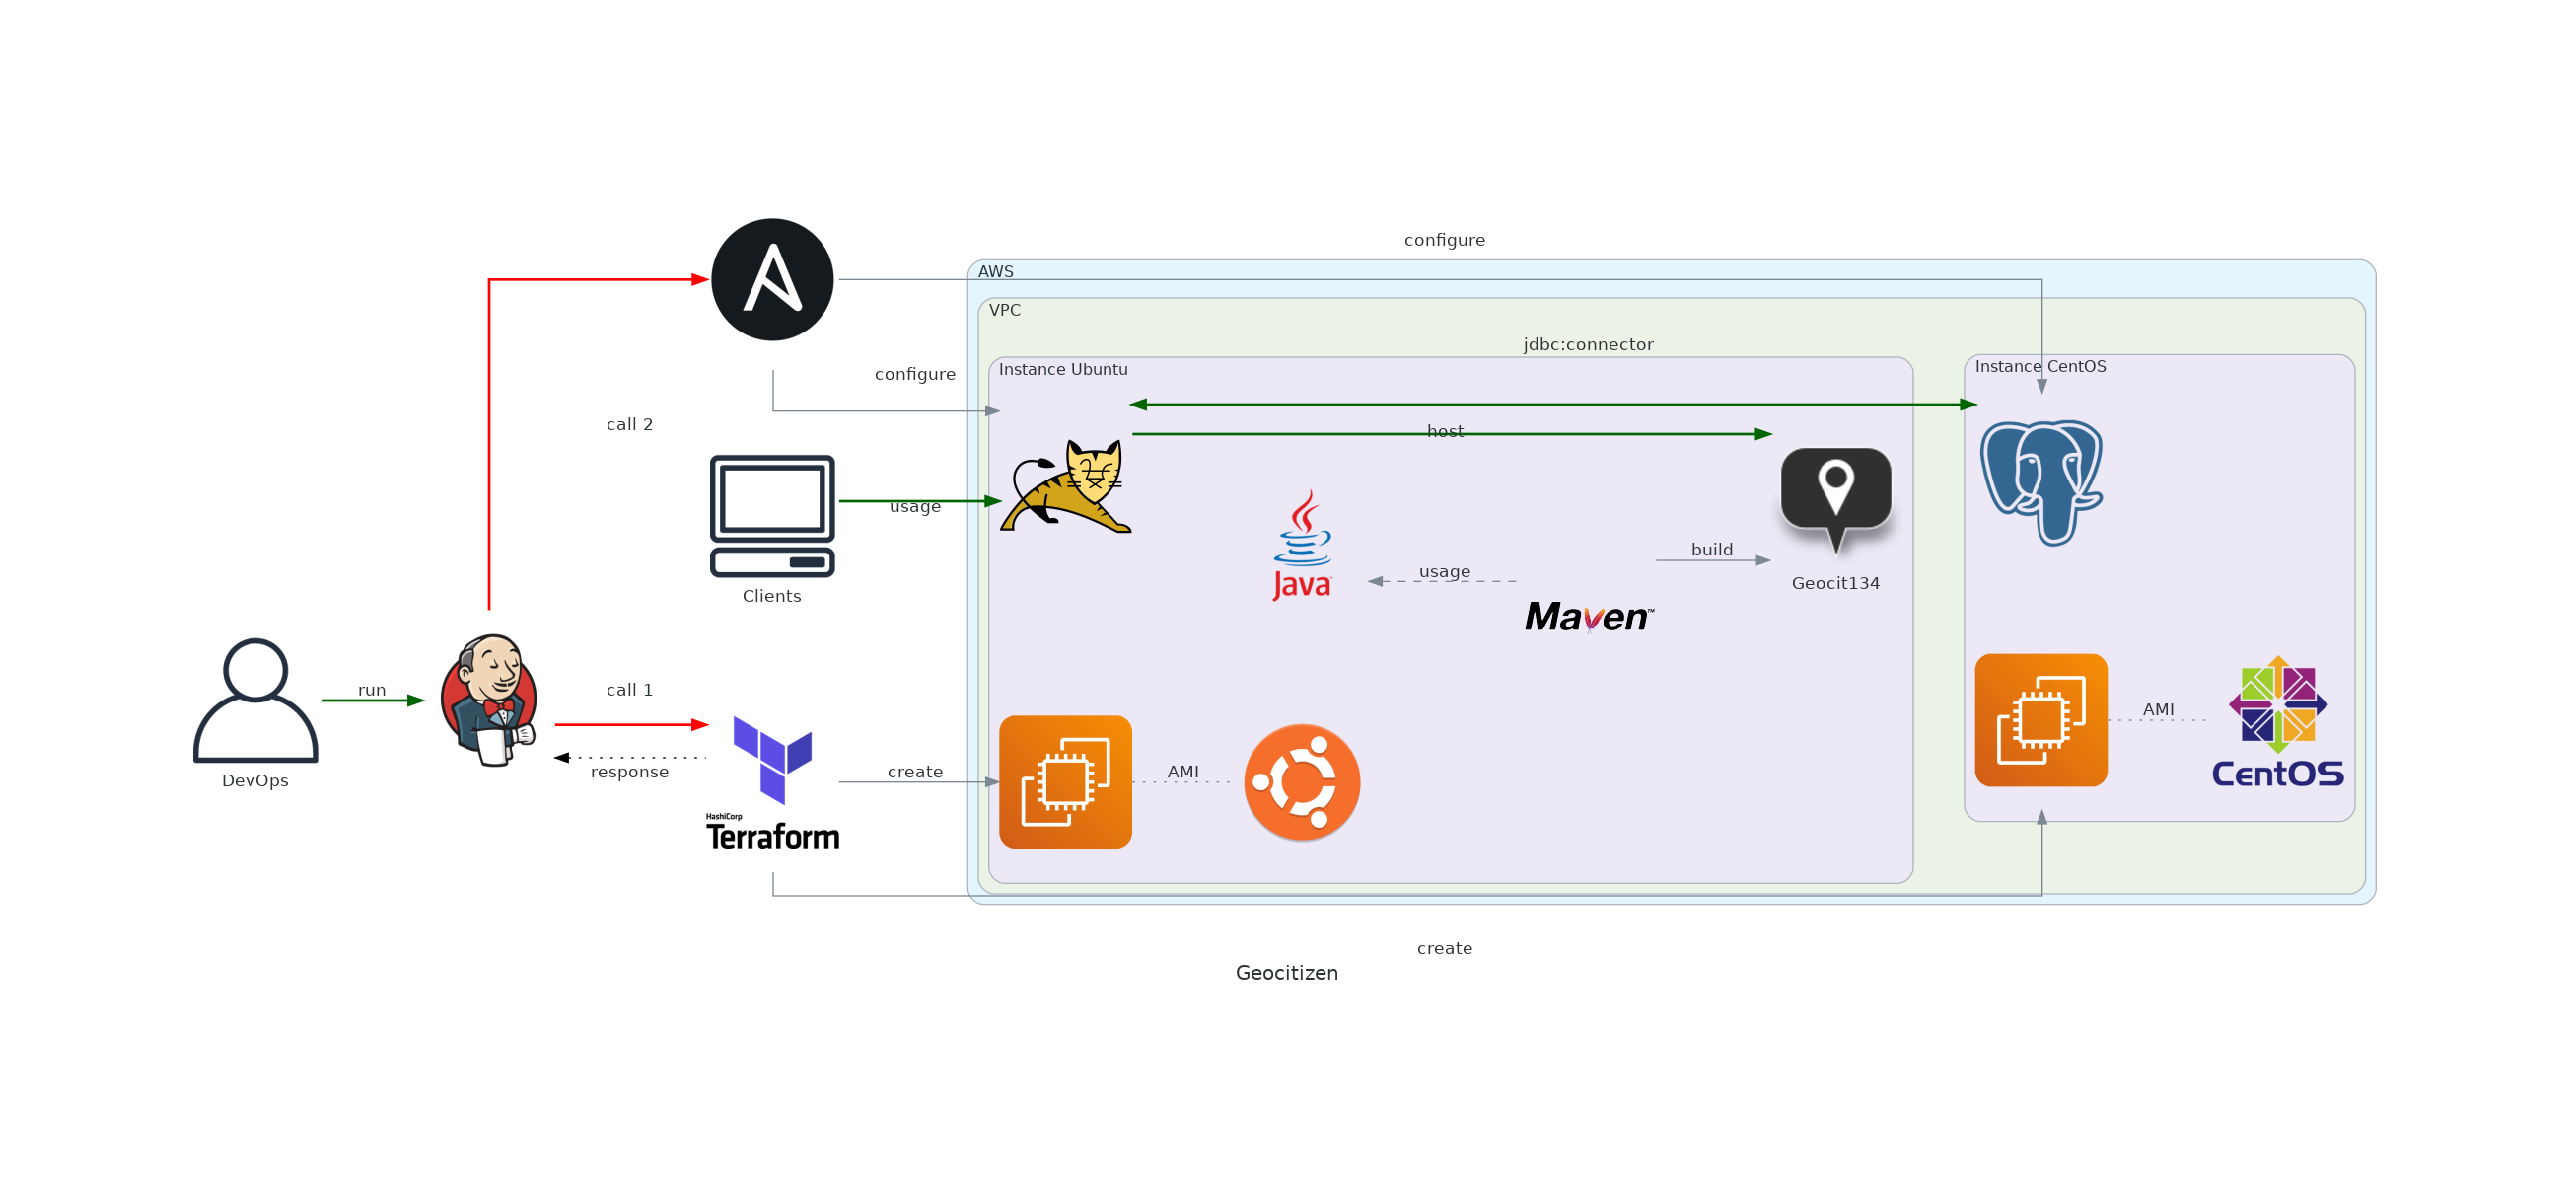 configure
AWS
VPC
jdbc:connector
Instance Ubuntu
Instance CentOS
configure
call 2
host
usage
Java
build
usage
Geocit134
Clients
Maven™
run
call 1
AMI
response
create
AMI
DevOps
CentOS
HashiCorp
Terraform
create
Geocitizen